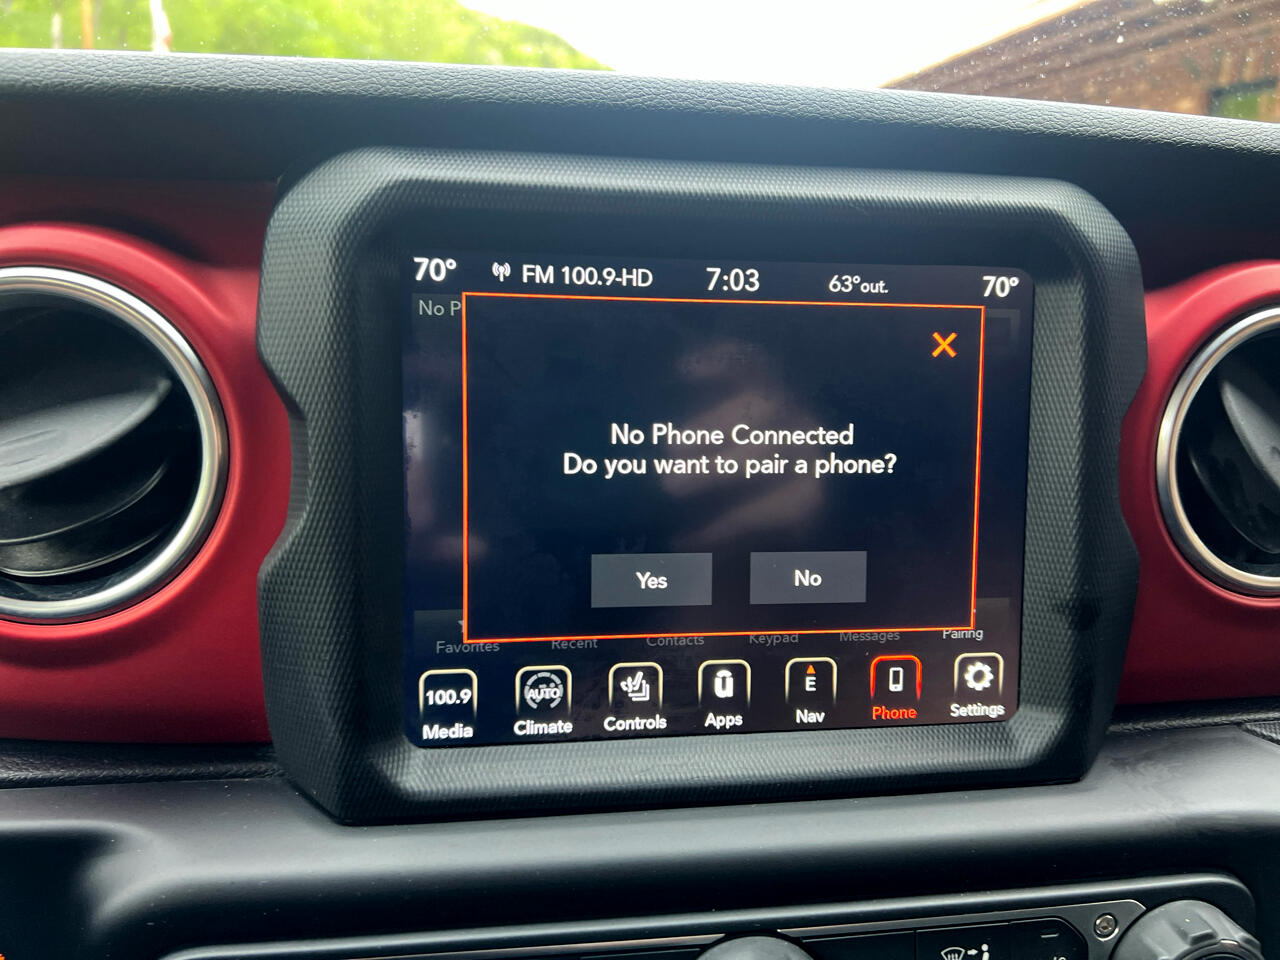 70° FM 100.9-HD 7:03 63°out. 70°
No P
No Phone Connected
Do you want to pair a phone?
Yes No
Favorites Recent Contacts Keypad Messages Pairing
100.9 AUTO E
Media Climate Controls Apps Nav Phone Settings